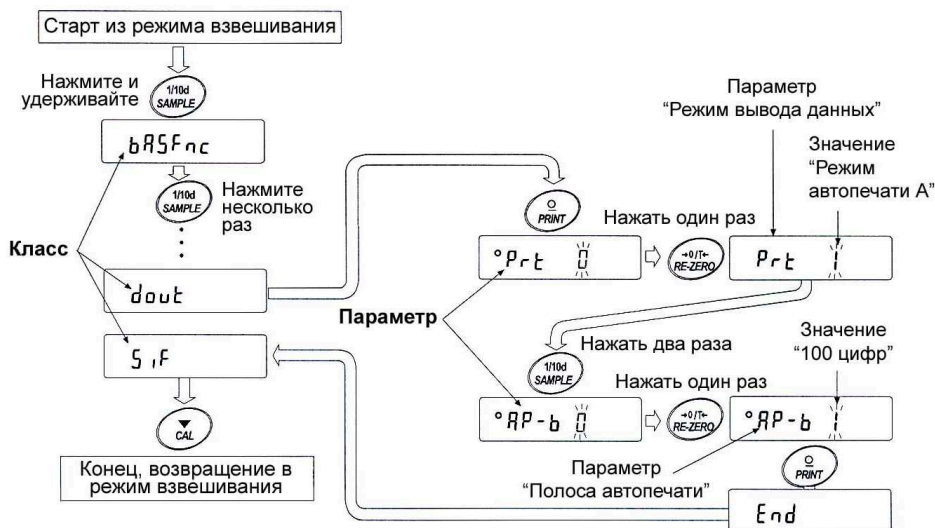 Старт из режима взвешивания
Нажмите и
удерживайте
1/10d
SAMPLE
bASFnc
1/10d
SAMPLE
Нажмите
несколько
раз
Класс
dout
S iF
CAL
Конец, возвращение в
режим взвешивания
PRINT
°Prt 0
Нажать один раз
→0/T←
RE-ZERO
Параметр
“Режим вывода данных”
Значение
“Режим
автопечати А”
Prt 1
Параметр
1/10d
SAMPLE
Нажать два раза
°AP-b 0
Нажать один раз
→0/T←
RE-ZERO
Значение
“100 цифр”
°AP-b 1
Параметр
“Полоса автопечати”
PRINT
End